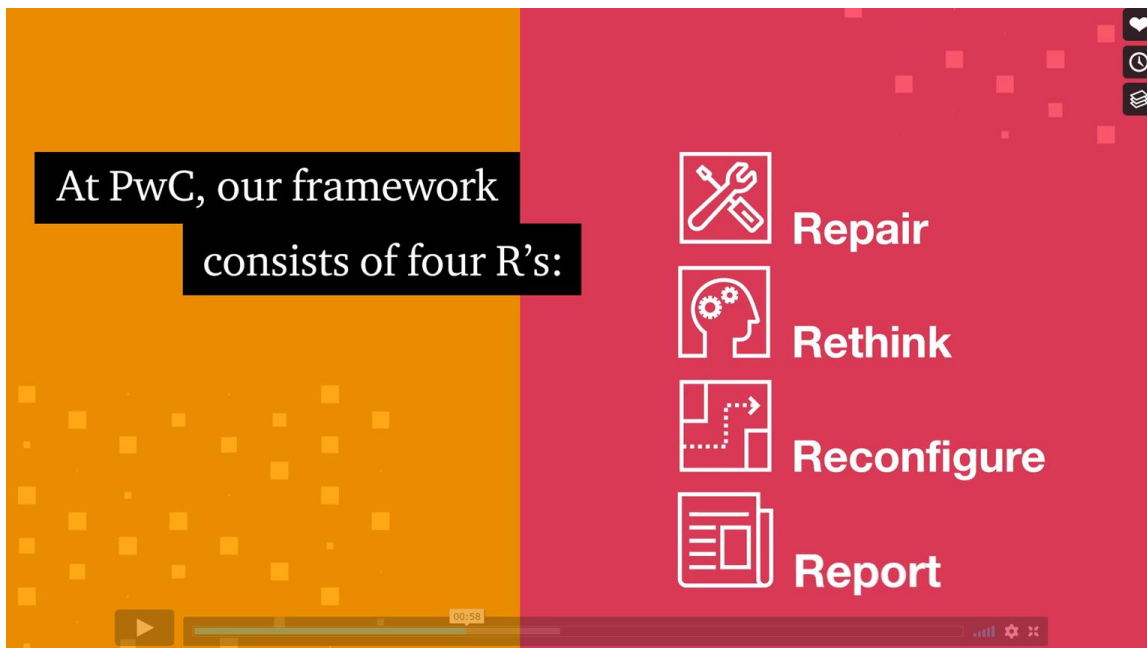 At PwC, our framework
consists of four R’s:
Repair
Rethink
Reconfigure
Report
00:58